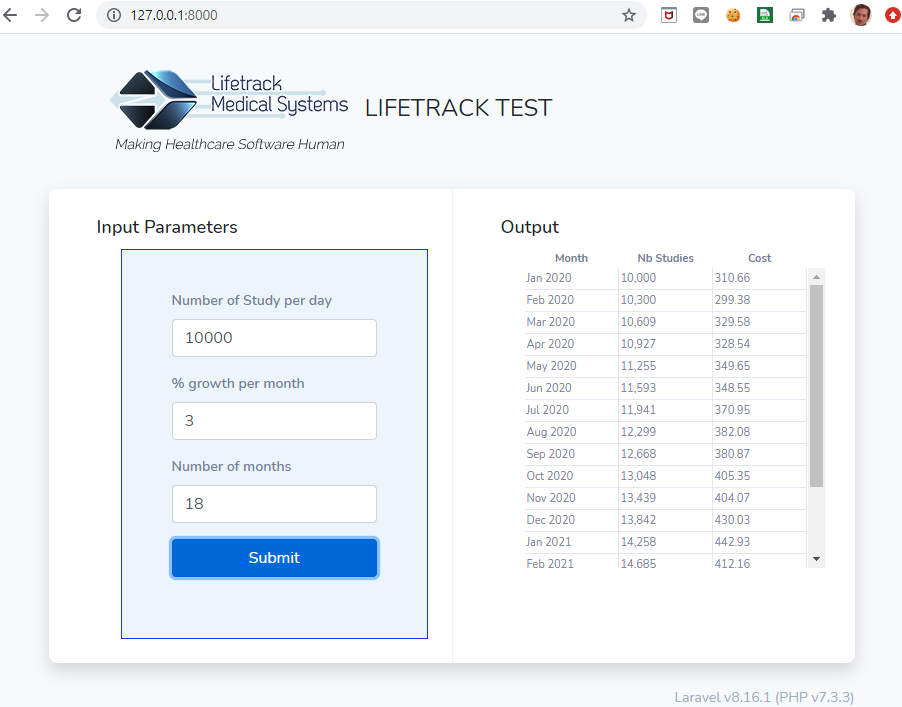 127.0.0.1:8000
Lifetrack
Medical Systems
LIFETRACK TEST
Making Healthcare Software Human
Input Parameters
Number of Study per day
10000
% growth per month
3
Number of months
18
Submit
Output
Month Nb Studies Cost
Jan 2020 10,000 310.66
Feb 2020 10,300 299.38
Mar 2020 10,609 329.58
Apr 2020 10,927 328.54
May 2020 11,255 349.65
Jun 2020 11,593 348.55
Jul 2020 11,941 370.95
Aug 2020 12,299 382.08
Sep 2020 12,668 380.87
Oct 2020 13,048 405.35
Nov 2020 13,439 404.07
Dec 2020 13,842 430.03
Jan 2021 14,258 442.93
Feb 2021 14,685 412.16
Laravel v8.16.1 (PHP v7.3.3)